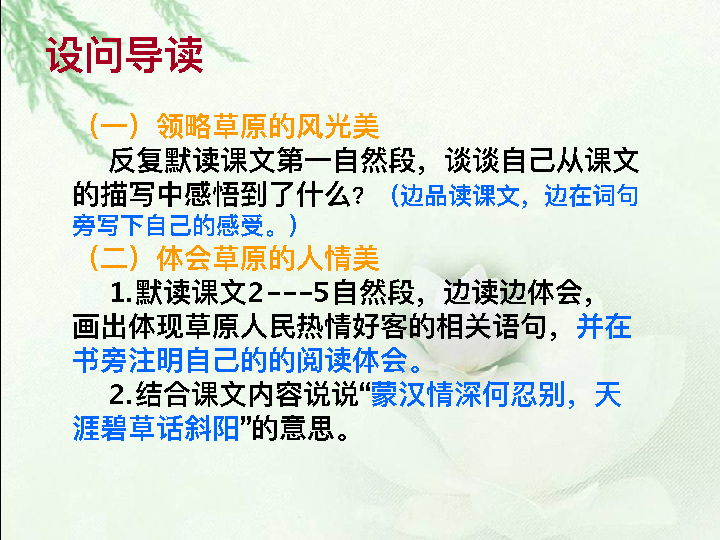 设问导读
（一）领略草原的风光美
反复默读课文第一自然段，谈谈自己从课文
的描写中感悟到了什么？（边品读课文，边在词句
旁写下自己的感受。）
（二）体会草原的人情美
1.默读课文2---5自然段，边读边体会，
画出体现草原人民热情好客的相关语句，并在
书旁注明自己的的阅读体会。
2.结合课文内容说说“蒙汉情深何忍别，天
涯碧草话斜阳”的意思。